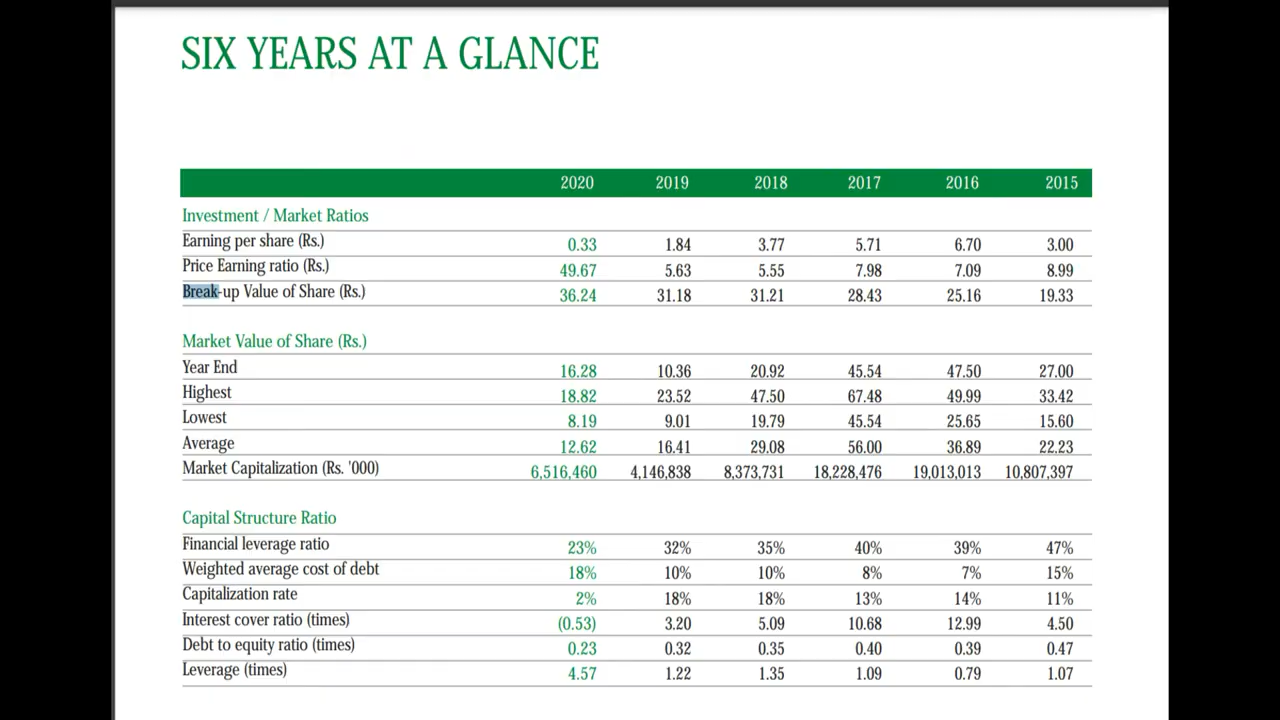 SIX YEARS AT A GLANCE
2020 2019 2018 2017 2016 2015
Investment / Market Ratios
Earning per share (Rs.) 0.33 1.84 3.77 5.71 6.70 3.00
Price Earning ratio (Rs.) 49.67 5.63 5.55 7.98 7.09 8.99
Break-up Value of Share (Rs.) 36.24 31.18 31.21 28.43 25.16 19.33
Market Value of Share (Rs.)
Year End 16.28 10.36 20.92 45.54 47.50 27.00
Highest 18.82 23.52 47.50 67.48 49.99 33.42
Lowest 8.19 9.01 19.79 45.54 25.65 15.60
Average 12.62 16.41 29.08 56.00 36.89 22.23
Market Capitalization (Rs. '000) 6,516,460 4,146,838 8,373,731 18,228,476 19,013,013 10,807,397
Capital Structure Ratio
Financial leverage ratio 23% 32% 35% 40% 39% 47%
Weighted average cost of debt 18% 10% 10% 8% 7% 15%
Capitalization rate 2% 18% 18% 13% 14% 11%
Interest cover ratio (times) (0.53) 3.20 5.09 10.68 12.99 4.50
Debt to equity ratio (times) 0.23 0.32 0.35 0.40 0.39 0.47
Leverage (times) 4.57 1.22 1.35 1.09 0.79 1.07